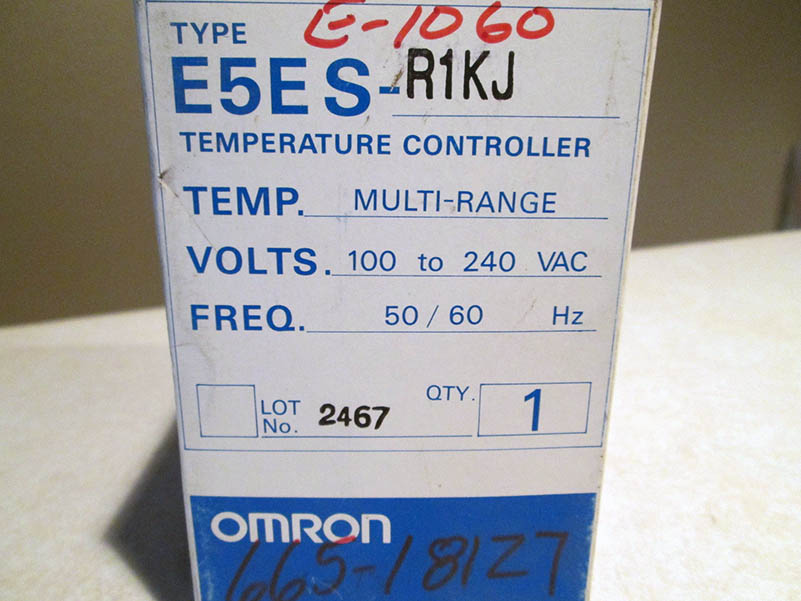 E-1060
TYPE
E5ES-R1KJ
TEMPERATURE CONTROLLER
TEMP. MULTI-RANGE
VOLTS. 100 to 240 VAC
FREQ. 50 / 60 Hz
LOT No. 2467 QTY. 1
OMRON
665-18127